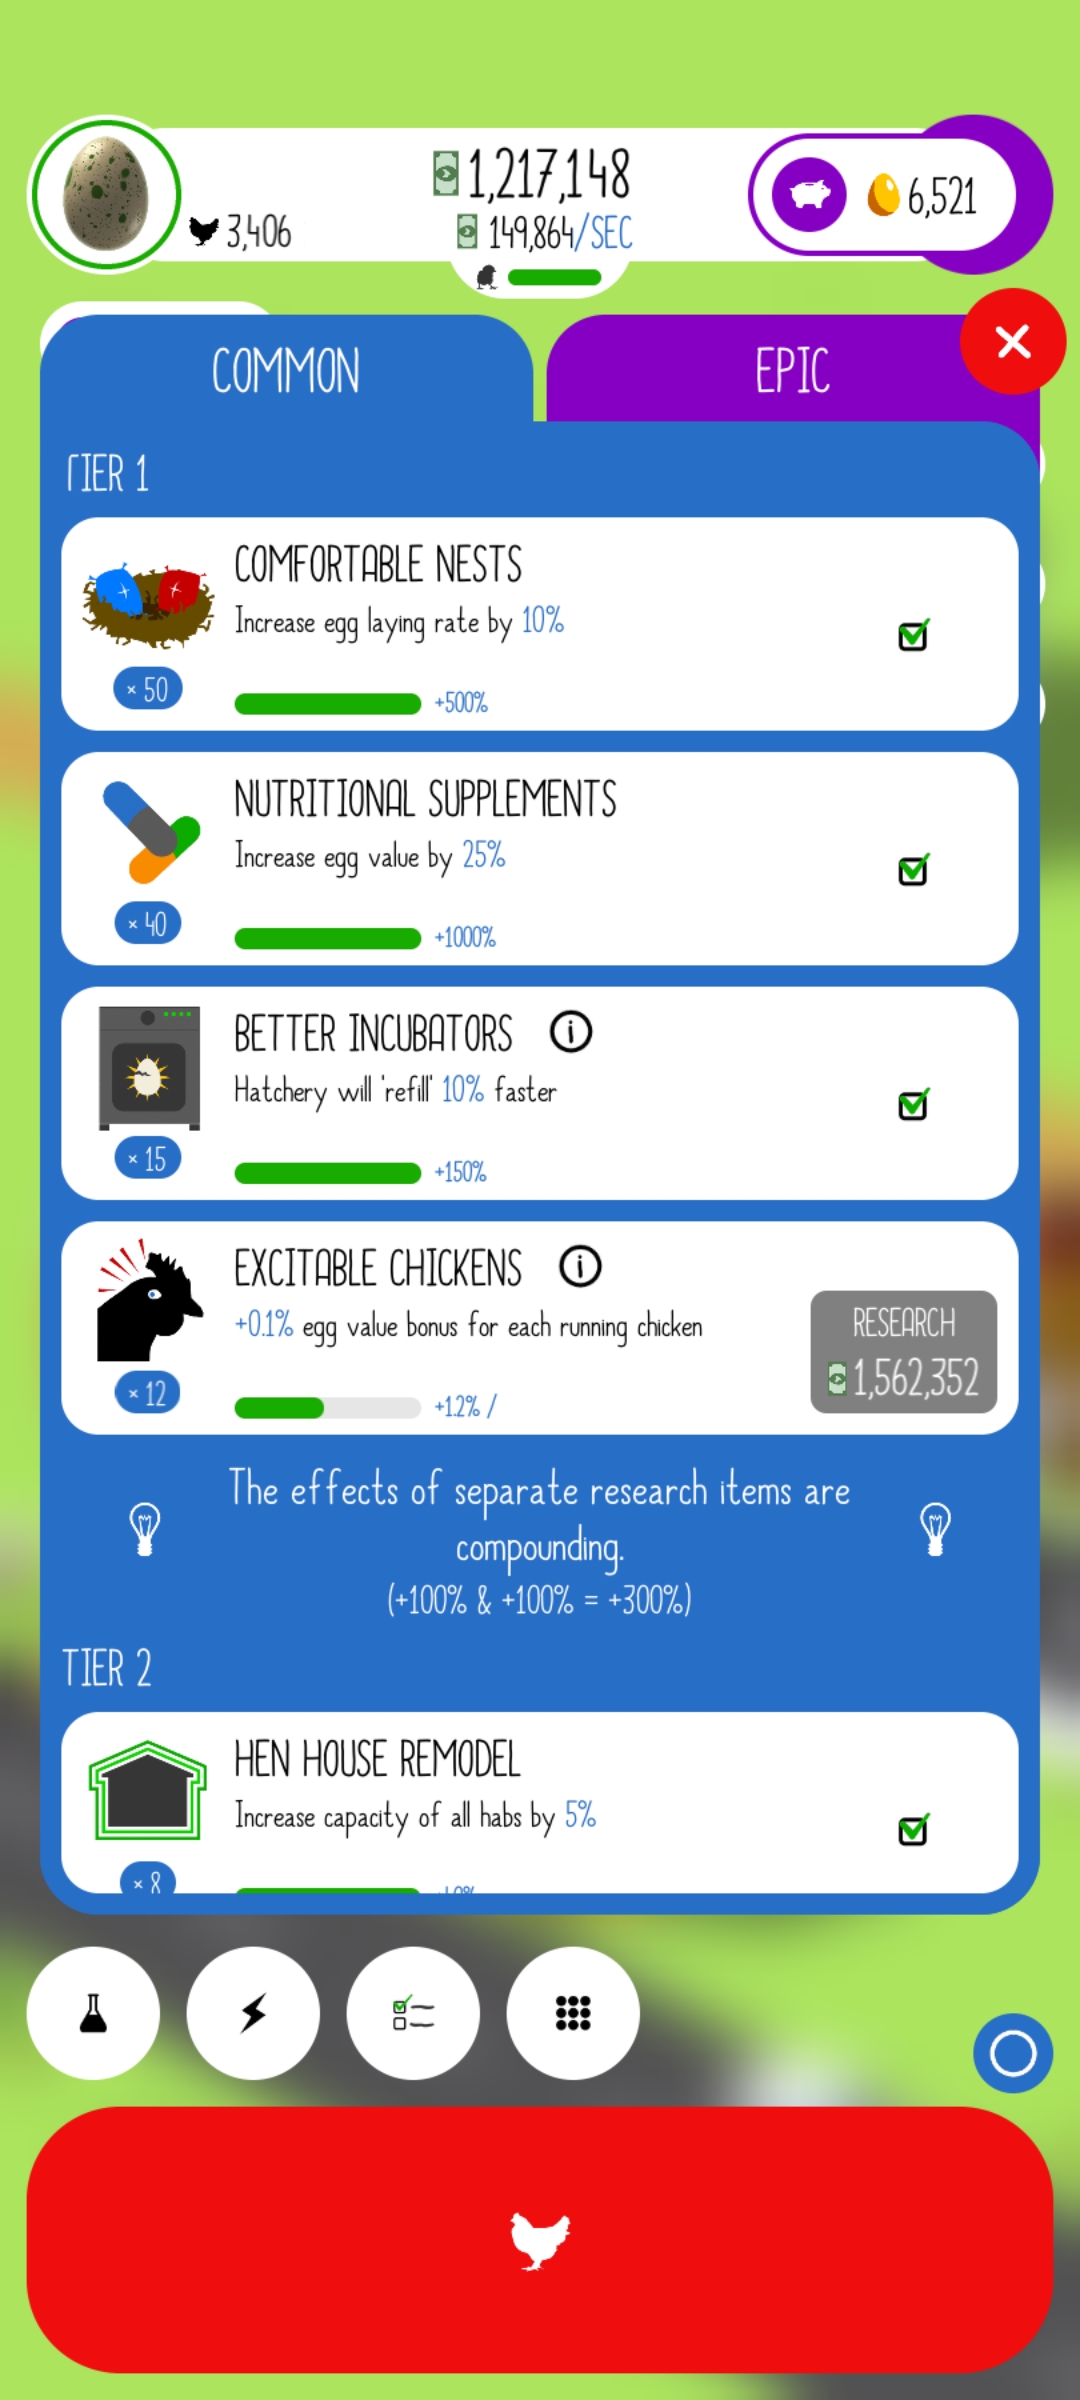 1,217,148
3,406
149,864/SEC
6,521
COMMON
EPIC
TIER 1
COMFORTABLE NESTS
Increase egg laying rate by 10%
× 50
+500%
NUTRITIONAL SUPPLEMENTS
Increase egg value by 25%
× 40
+1000%
BETTER INCUBATORS
Hatchery will 'refill' 10% faster
× 15
+150%
EXCITABLE CHICKENS
+0.1% egg value bonus for each running chicken
RESEARCH
1,562,352
× 12
+1.2% /
The effects of separate research items are
compounding.
(+100% & +100% = +300%)
TIER 2
HEN HOUSE REMODEL
Increase capacity of all habs by 5%
× 8